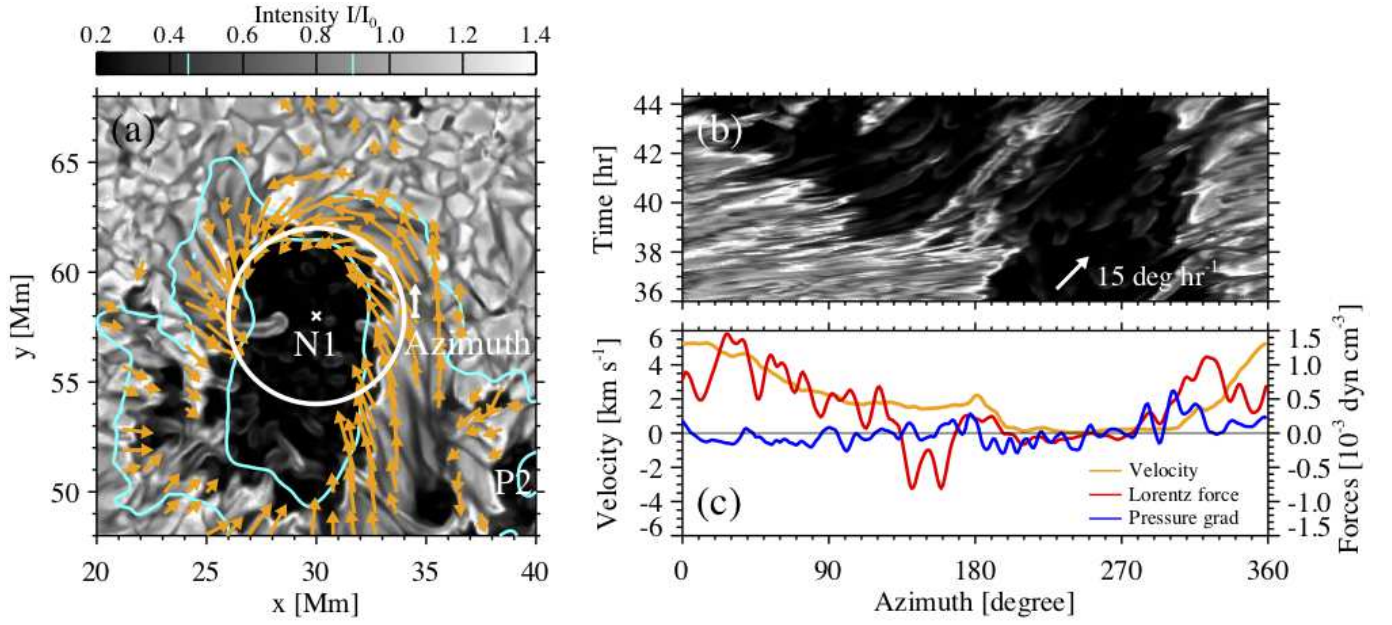 Intensity I/I0
0.2 0.4 0.6 0.8 1.0 1.2 1.4
(a)
65
60
55
50
y [Mm]
N1
Azimuth
P2
20 25 30 35 40
x [Mm]
(b)
44
42
40
38
36
Time [hr]
15 deg hr-1
(c)
6
4
2
0
-2
-4
-6
Velocity [km s-1]
1.5
1.0
0.5
0.0
-0.5
-1.0
-1.5
Forces [10-3 dyn cm-3]
Velocity
Lorentz force
Pressure grad
0 90 180 270 360
Azimuth [degree]